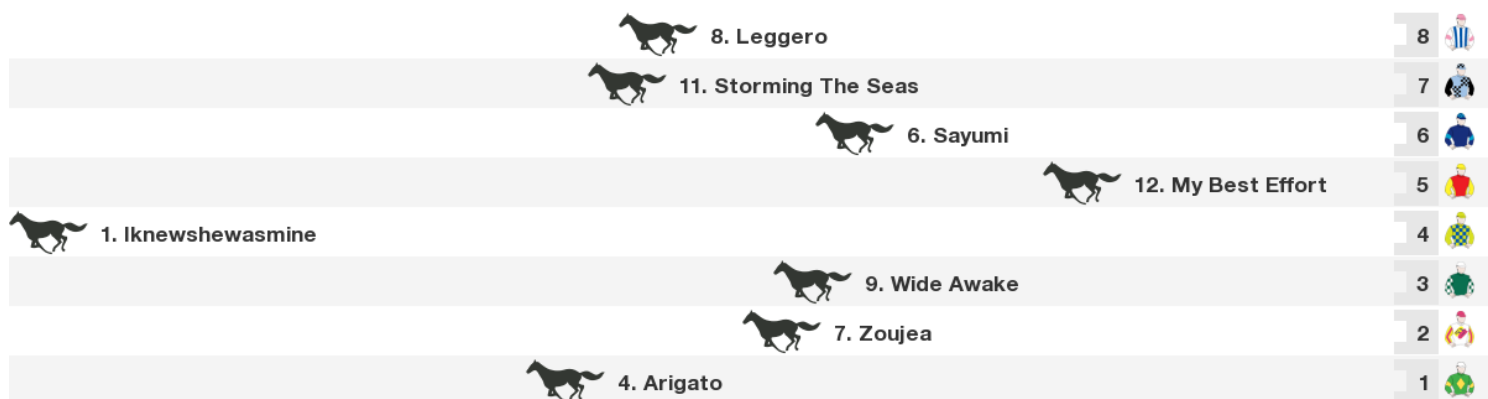 8. Leggero 8
11. Storming The Seas 7
6. Sayumi 6
12. My Best Effort 5
1. Iknewshewasmine 4
9. Wide Awake 3
7. Zoujea 2
4. Arigato 1